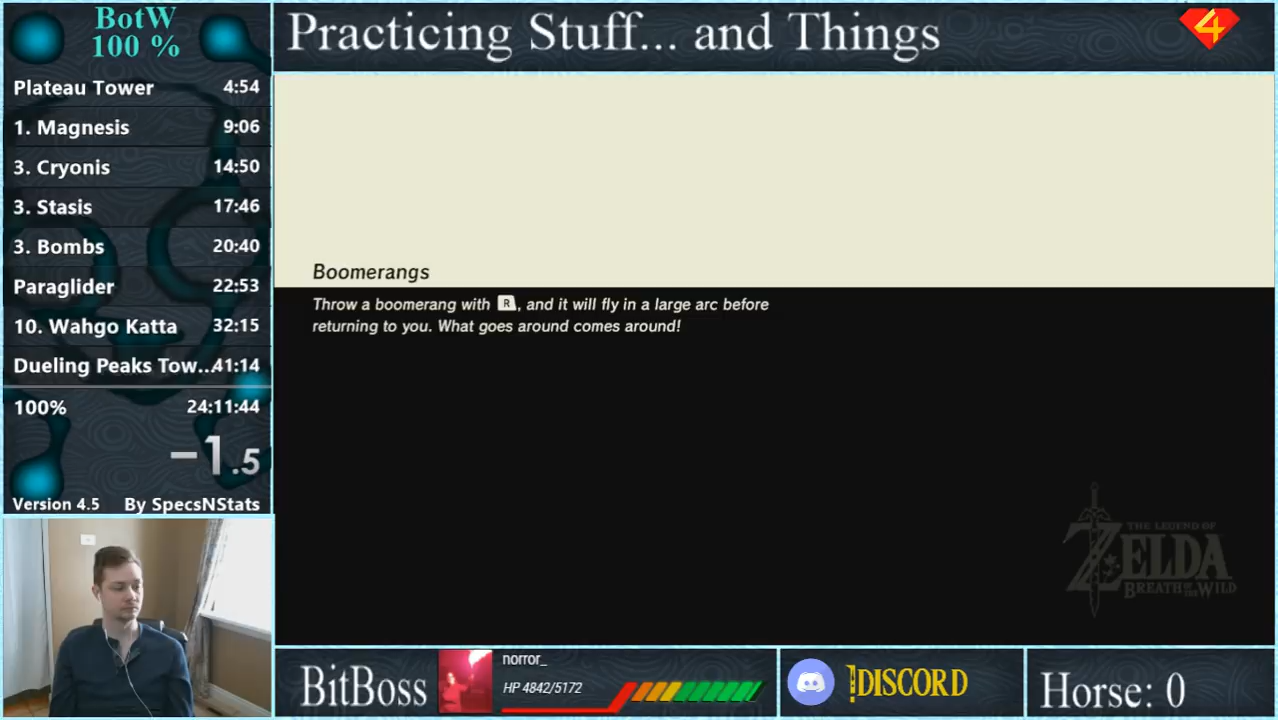 BotW
100 %
Plateau Tower 4:54
1. Magnesis 9:06
3. Cryonis 14:50
3. Stasis 17:46
3. Bombs 20:40
Paraglider 22:53
10. Wahgo Katta 32:15
Dueling Peaks Tow... 41:14
100% 24:11:44
-1.5
Version 4.5 By SpecsNStats
Practicing Stuff... and Things
4
Boomerangs
Throw a boomerang with R, and it will fly in a large arc before
returning to you. What goes around comes around!
THE LEGEND OF
ZELDA
BREATH OF THE WILD
BitBoss
norror_
HP 4842/5172
!DISCORD
Horse: 0